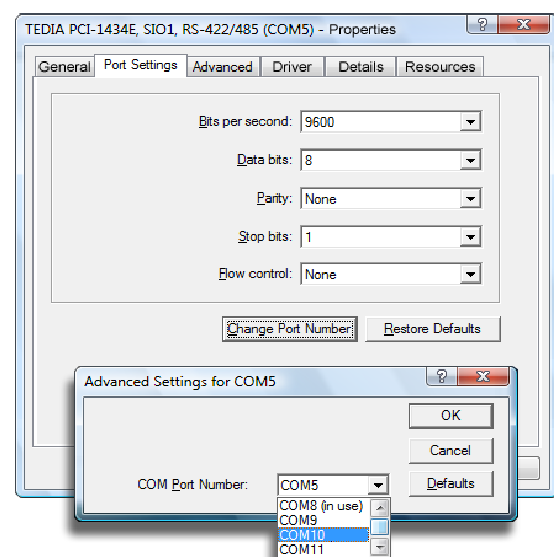 TEDIA PCI-1434E, SIO1, RS-422/485 (COM5) - Properties
General Port Settings Advanced Driver Details Resources
Bits per second: 9600
Data bits: 8
Parity: None
Stop bits: 1
Flow control: None
Change Port Number Restore Defaults
Advanced Settings for COM5
OK
Cancel
COM Port Number: COM5 Defaults
COM8 (in use)
COM9
COM10
COM11